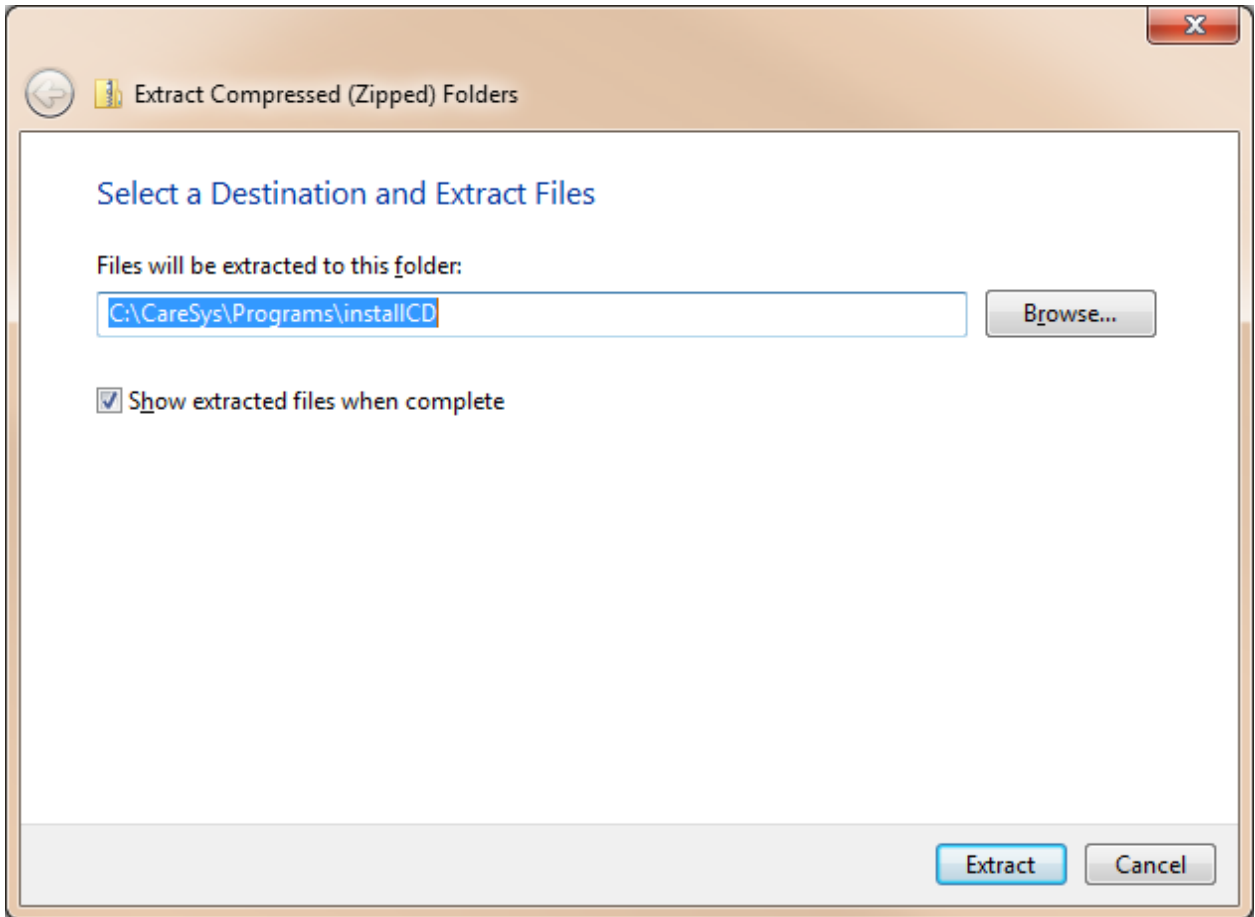 Extract Compressed (Zipped) Folders
Select a Destination and Extract Files
Files will be extracted to this folder:
C:\CareSys\Programs\installCD
Browse...
Show extracted files when complete
Extract
Cancel